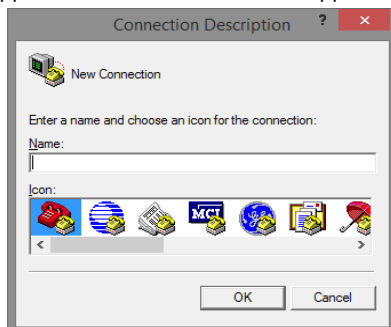 Connection Description ? ×
New Connection
Enter a name and choose an icon for the connection:
Name:
Icon:
MCI
< >
OK Cancel